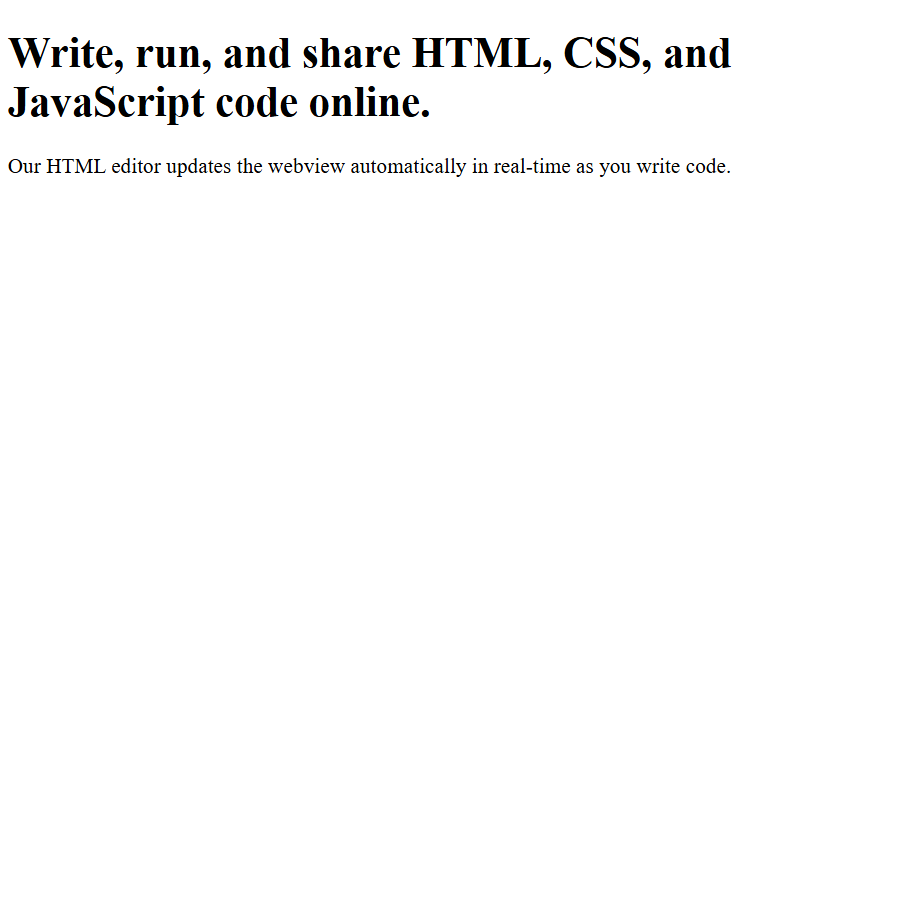 Write, run, and share HTML, CSS, and
JavaScript code online.
Our HTML editor updates the webview automatically in real-time as you write code.